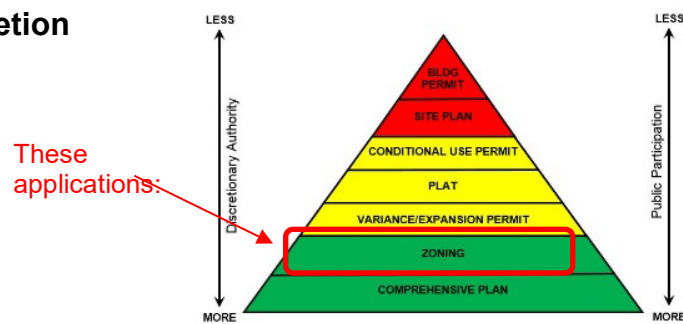 etion
LESS
LESS
These
applications:
Discretionary Authority
Public Participation
BLDG
PERMIT
SITE PLAN
CONDITIONAL USE PERMIT
PLAT
VARIANCE/EXPANSION PERMIT
ZONING
COMPREHENSIVE PLAN
MORE
MORE